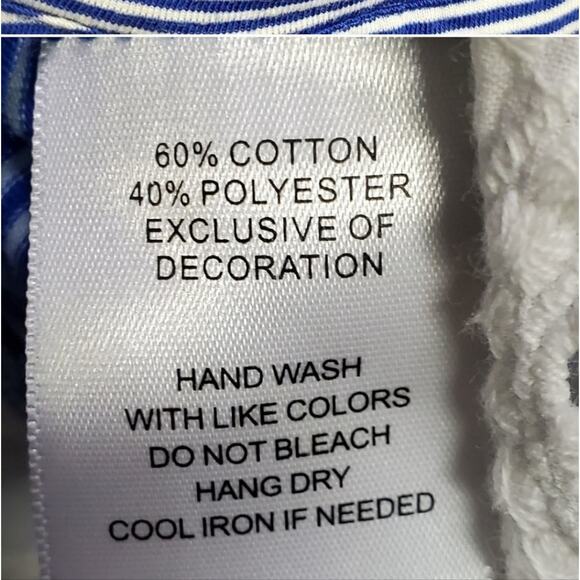 60% COTTON
40% POLYESTER
EXCLUSIVE OF
DECORATION
HAND WASH
WITH LIKE COLORS
DO NOT BLEACH
HANG DRY
COOL IRON IF NEEDED